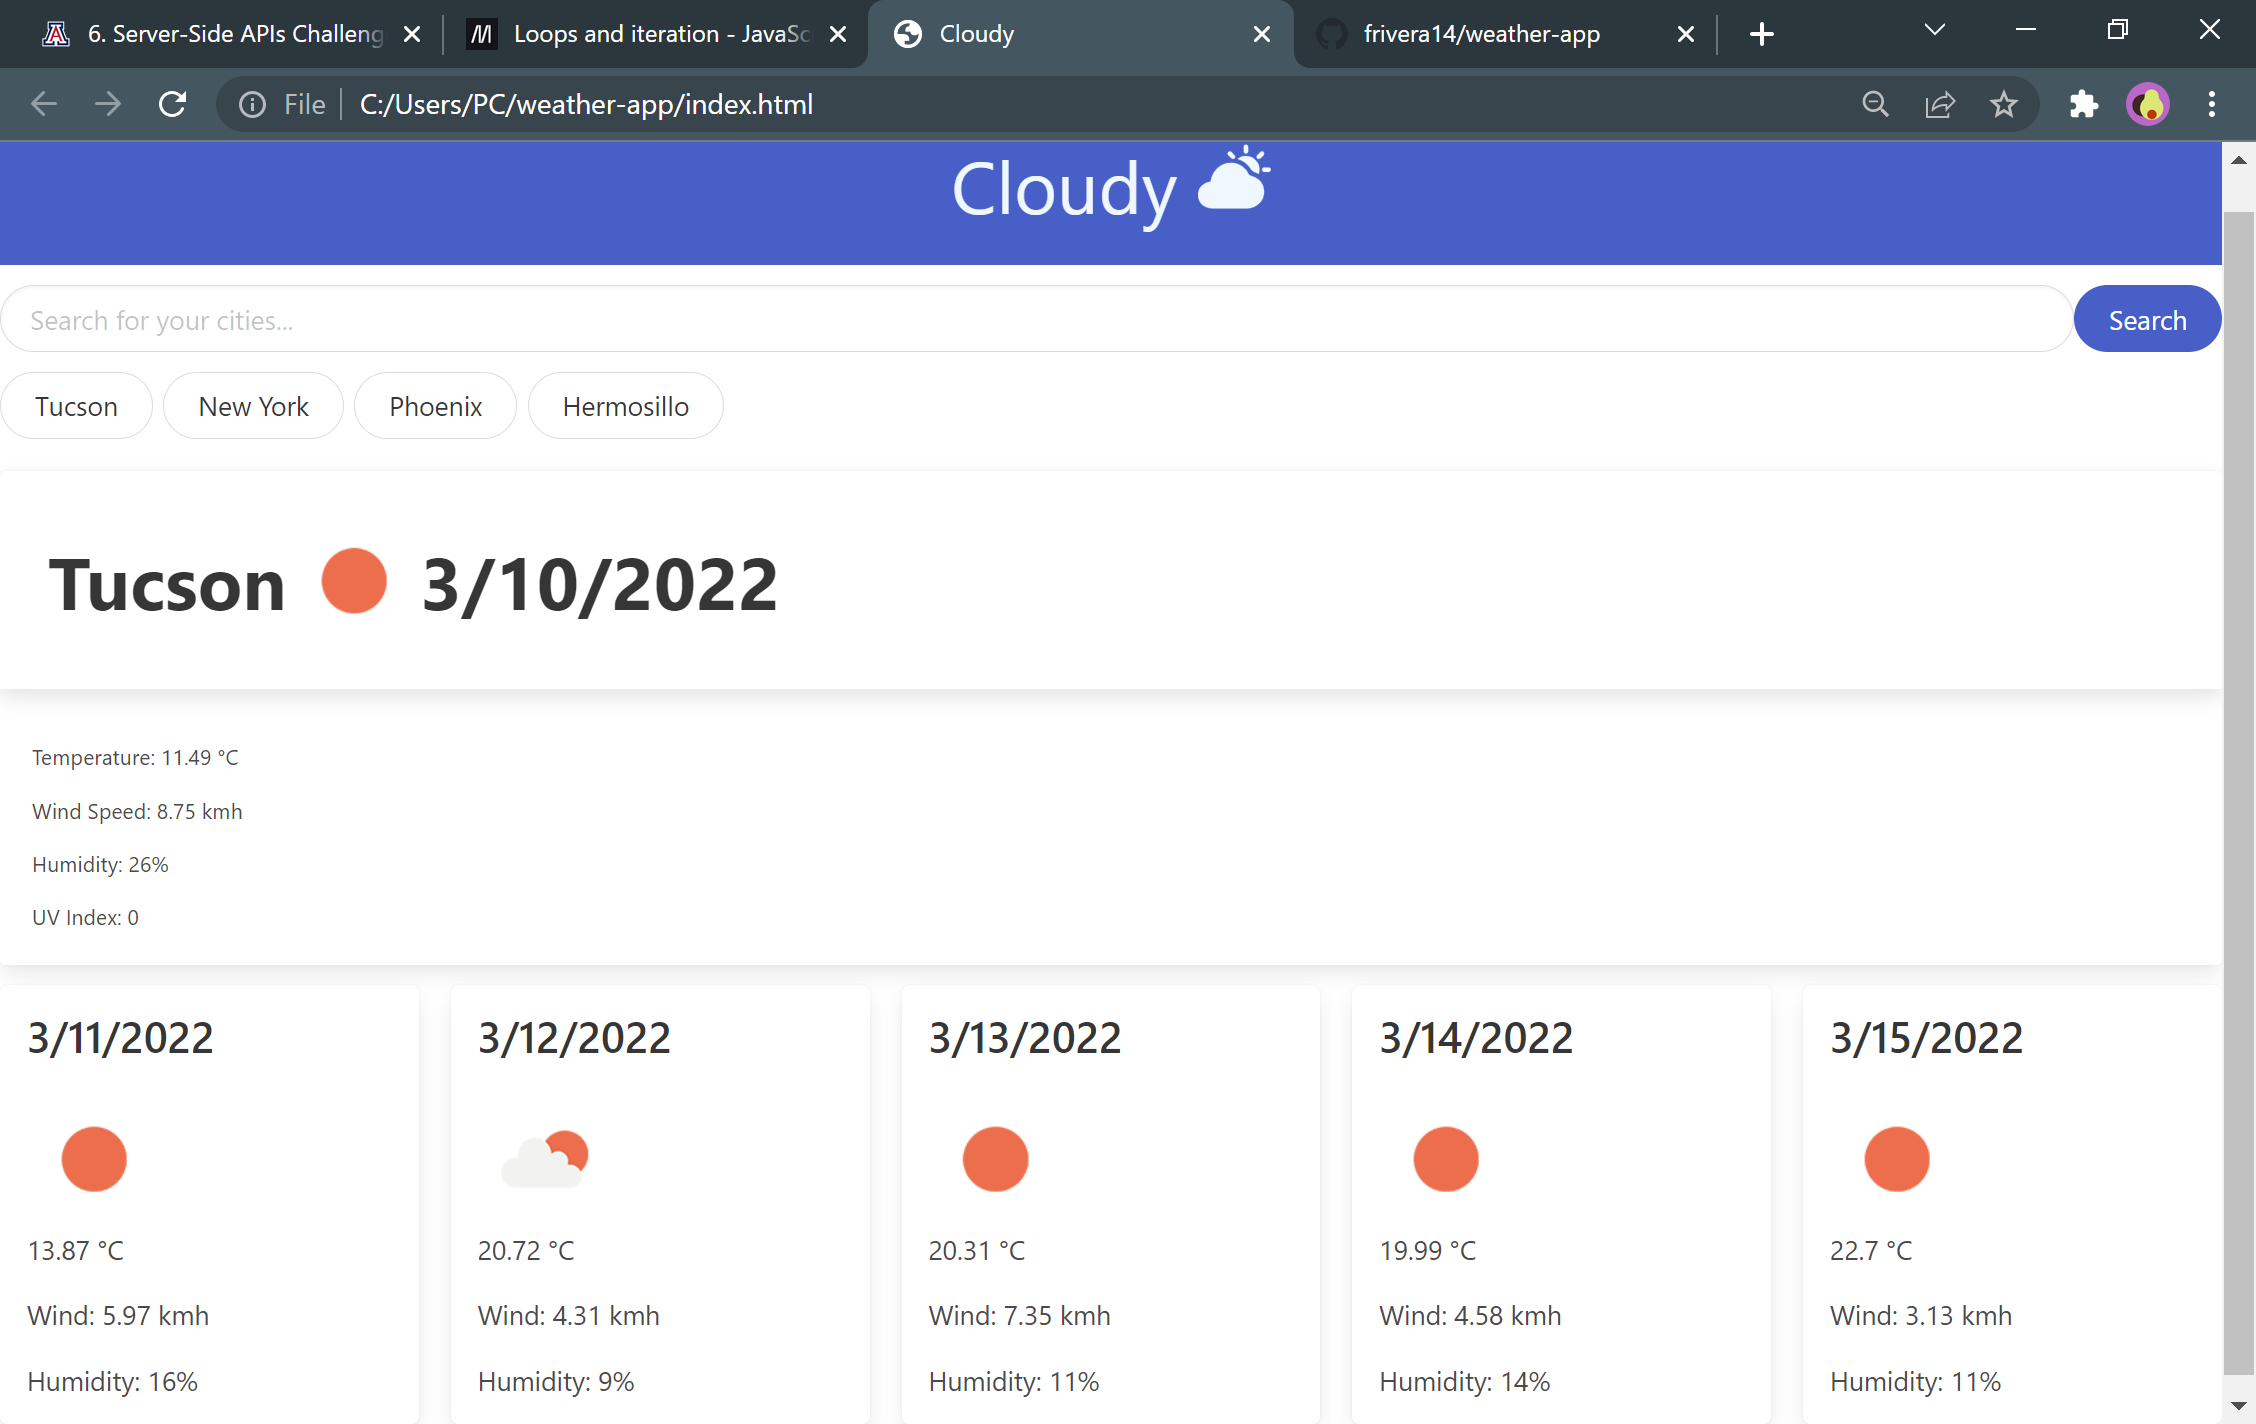 6. Server-Side APIs Challeng
Loops and iteration - JavaSc
Cloudy
frivera14/weather-app
File
C:/Users/PC/weather-app/index.html
Cloudy
Search for your cities...
Search
Tucson
New York
Phoenix
Hermosillo
Tucson 3/10/2022
Temperature: 11.49 °C
Wind Speed: 8.75 kmh
Humidity: 26%
UV Index: 0
3/11/2022
13.87 °C
Wind: 5.97 kmh
Humidity: 16%
3/12/2022
20.72 °C
Wind: 4.31 kmh
Humidity: 9%
3/13/2022
20.31 °C
Wind: 7.35 kmh
Humidity: 11%
3/14/2022
19.99 °C
Wind: 4.58 kmh
Humidity: 14%
3/15/2022
22.7 °C
Wind: 3.13 kmh
Humidity: 11%